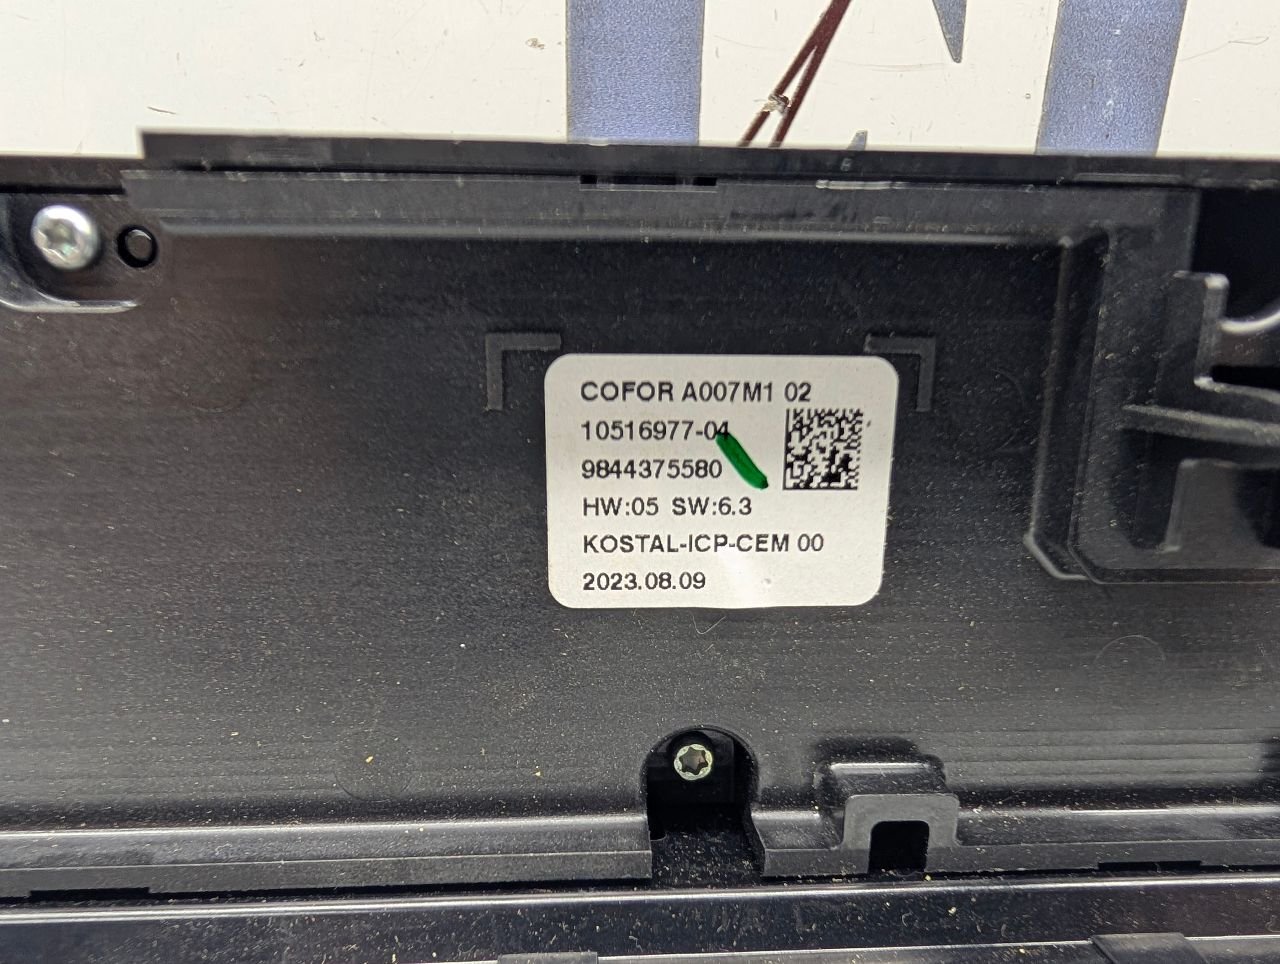 COFOR A007M1 02
10516977-04
9844375580
HW:05 SW:6.3
KOSTAL-ICP-CEM 00
2023.08.09